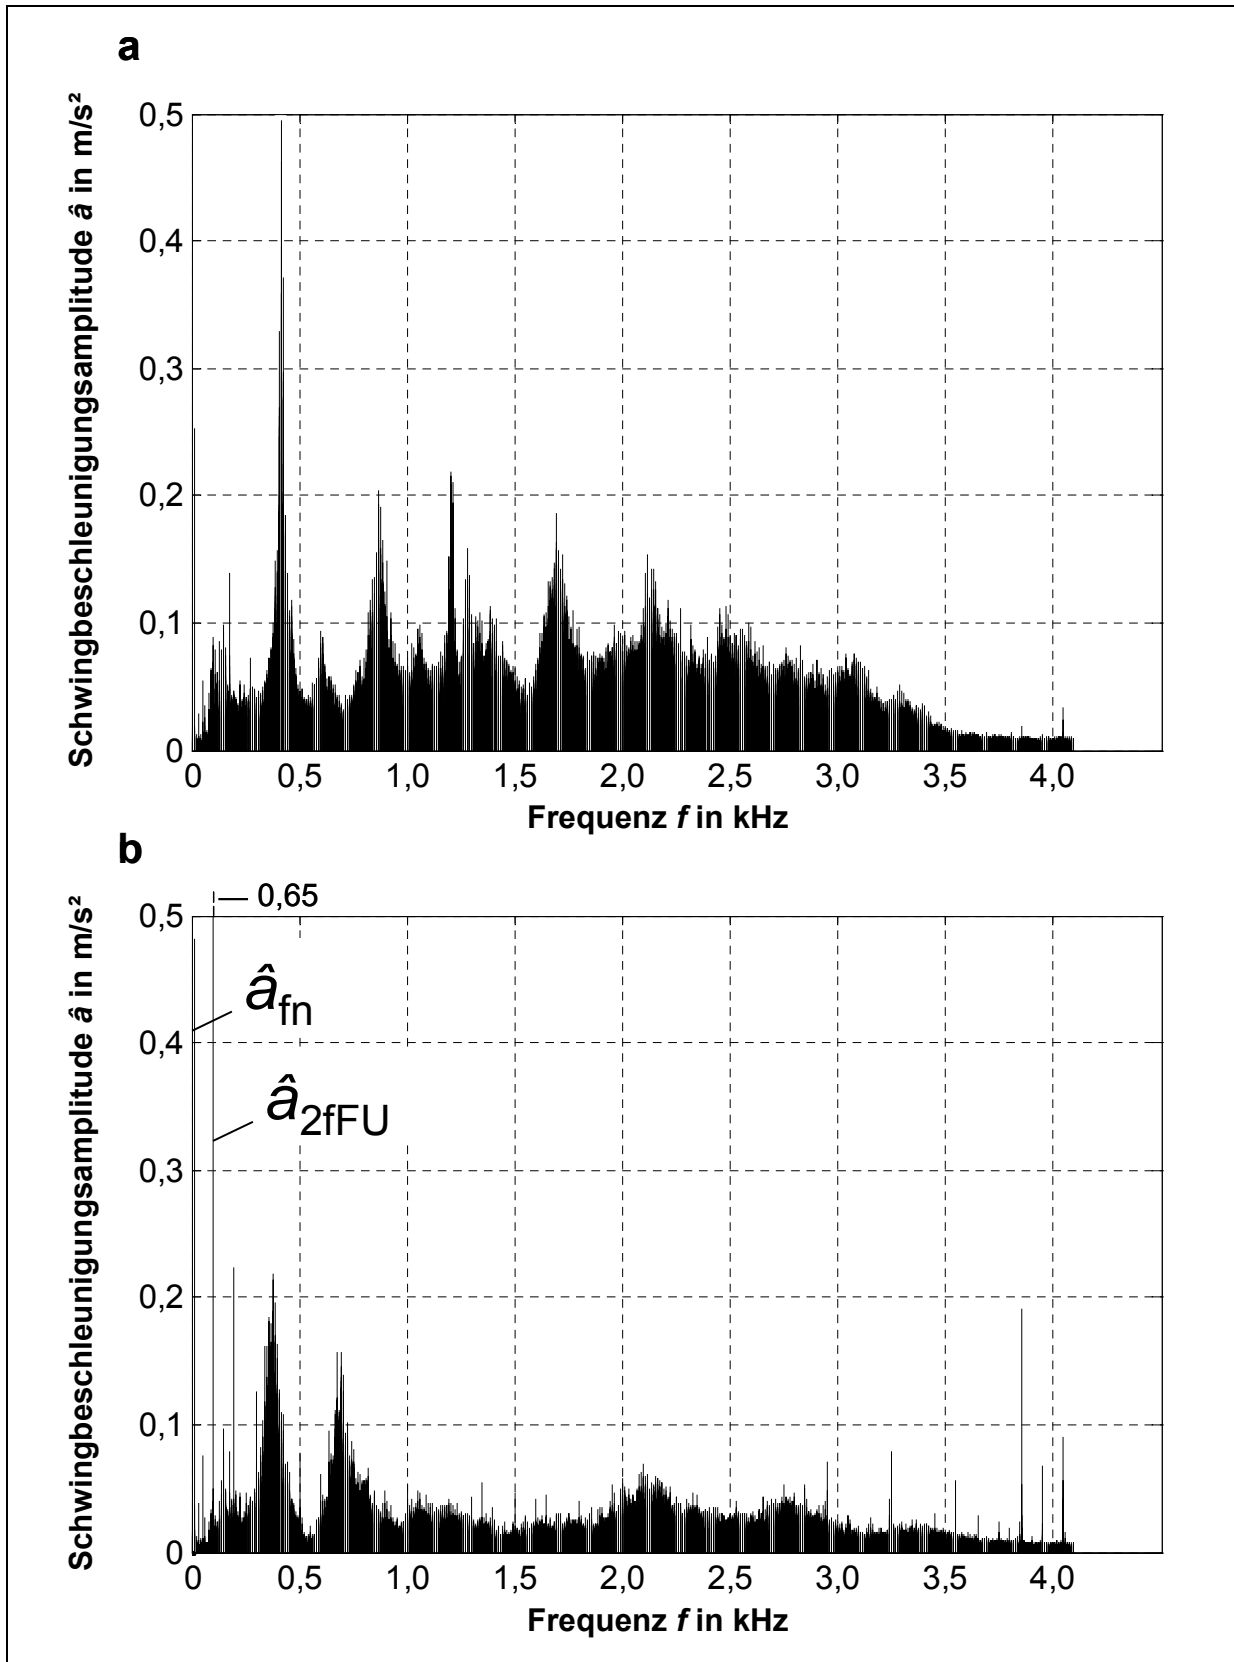 a
Schwingbeschleunigungsamplitude â in m/s²
0,5
0,4
0,3
0,2
0,1
0
0 0,5 1,0 1,5 2,0 2,5 3,0 3,5 4,0
Frequenz f in kHz
b
Schwingbeschleunigungsamplitude â in m/s²
0,65
0,5
â fn
0,4
â 2fFU
0,3
0,2
0,1
0
0 0,5 1,0 1,5 2,0 2,5 3,0 3,5 4,0
Frequenz f in kHz